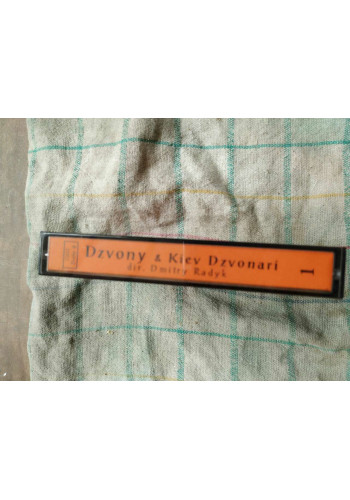 Dzvony & Kiev Dzvonari
dir. Dmitry Radyk
1